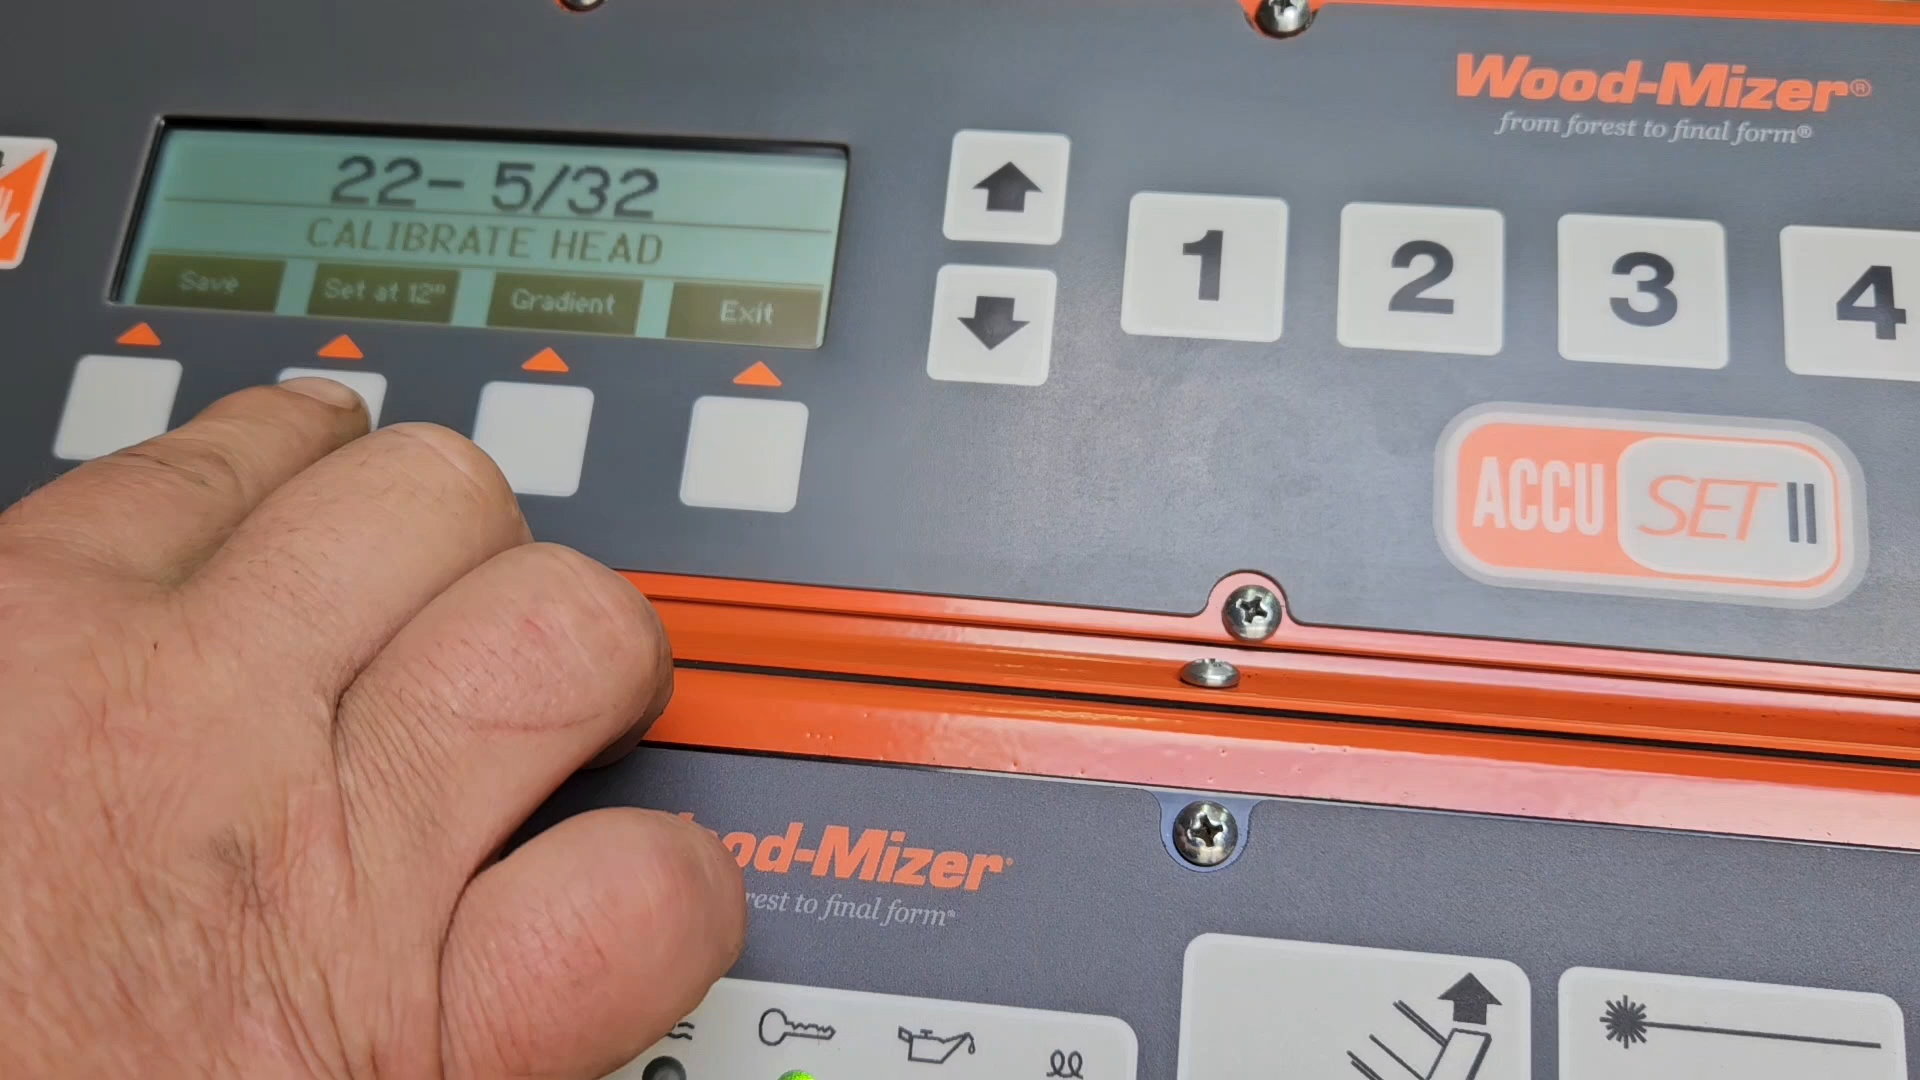 22- 5/32
CALIBRATE HEAD
Save Set at 12" Gradient Exit
Wood-Mizer®
from forest to final form®
1 2 3 4
ACCU SET II
od-Mizer
rest to final form®